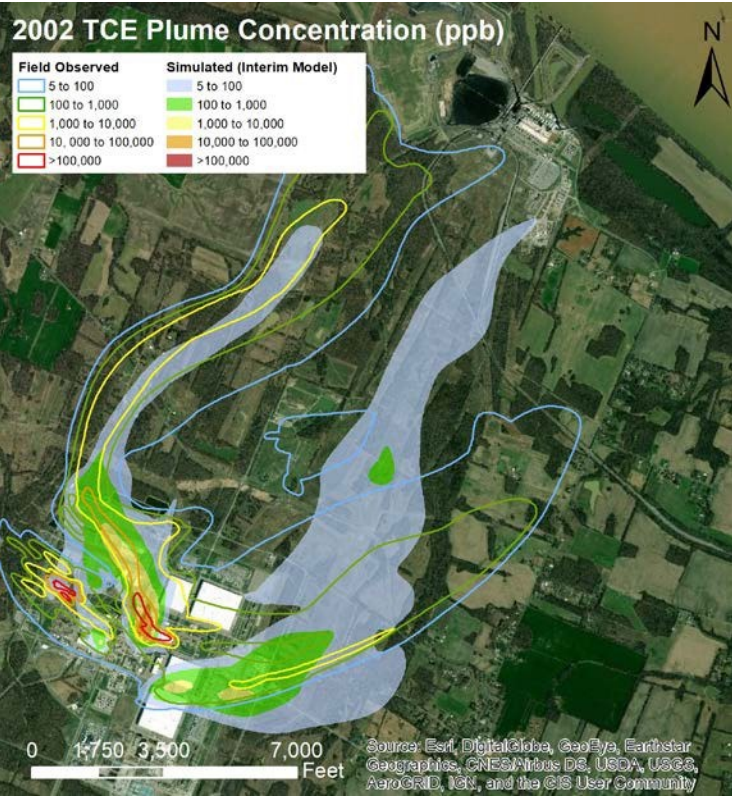 2002 TCE Plume Concentration (ppb)
N
Field Observed Simulated (Interim Model)
5 to 100 5 to 100
100 to 1,000 100 to 1,000
1,000 to 10,000 1,000 to 10,000
10, 000 to 100,000 10,000 to 100,000
>100,000 >100,000
0 1,750 3,500 7,000
Feet
Source: Esri, DigitalGlobe, GeoEye, Earthstar
Geographics, CNES/Airbus DS, USDA, USGS,
AeroGRID, IGN, and the GIS User Community